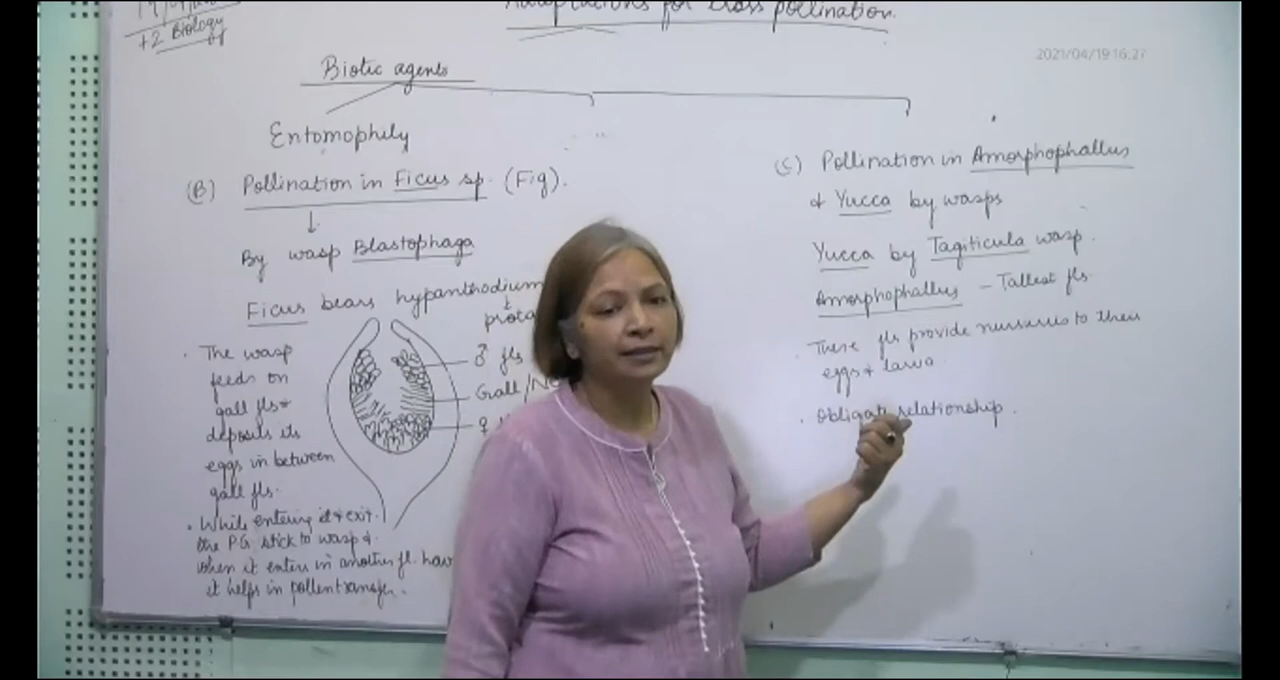 +2 Biology
Adaptations for cross pollination.
2021/04/19 16:27
Biotic agents
Entomophily
(B) Pollination in Ficus sp. (Fig).
By wasp Blastophaga
Ficus bears hypanthodium
♂ fls
Gall/
♀
. The wasp
feeds on
gall fls &
deposits its
eggs in between
gall fls.
. While entering it & exit.
the PG stick to wasp &
when it enters in another fl.
it helps in pollen transfer.
(C) Pollination in Amorphophallus
& Yucca by wasps
Yucca by Tagiticula wasp.
Amorphophallus - Tallest fls
. These fls provide nurseries to their
eggs & larva.
. Obligate relationship.